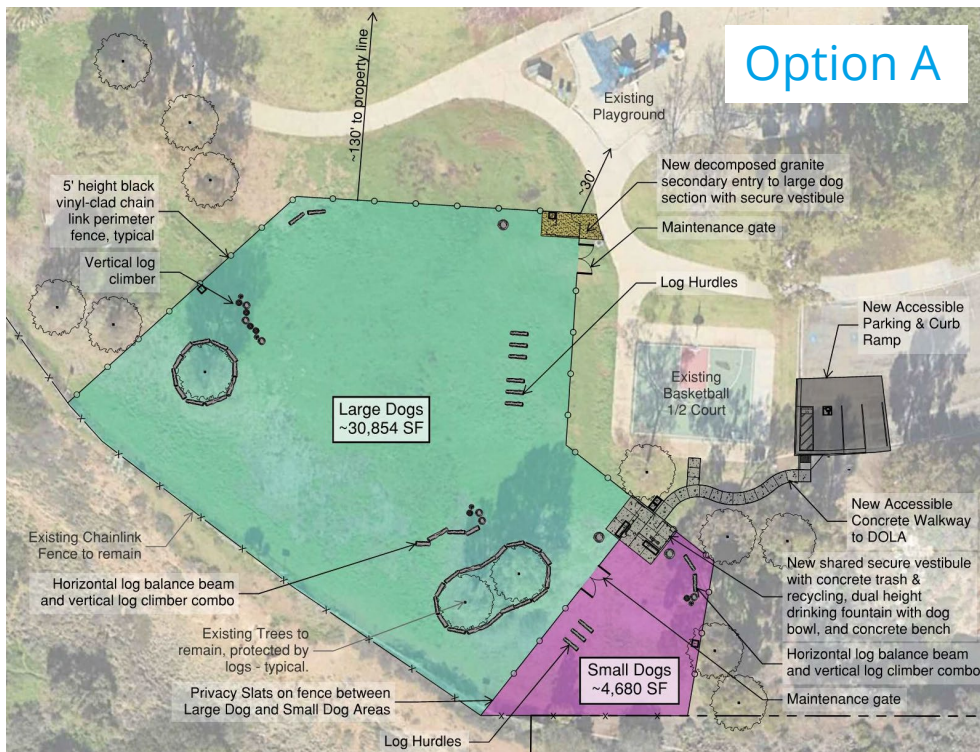 Option A
~130' to property line
Existing
Playground
~30'
New decomposed granite
secondary entry to large dog
section with secure vestibule
5' height black
vinyl-clad chain
link perimeter
fence, typical
Maintenance gate
Vertical log
climber
Log Hurdles
New Accessible
Parking & Curb
Ramp
Existing
Basketball
1/2 Court
Large Dogs
~30,854 SF
New Accessible
Concrete Walkway
to DOLA
Existing Chainlink
Fence to remain
New shared secure vestibule
with concrete trash &
recycling, dual height
drinking fountain with dog
bowl, and concrete bench
Horizontal log balance beam
and vertical log climber combo
Existing Trees to
remain, protected by
logs - typical.
Horizontal log balance beam
and vertical log climber combo
Small Dogs
~4,680 SF
Privacy Slats on fence between
Large Dog and Small Dog Areas
Maintenance gate
Log Hurdles